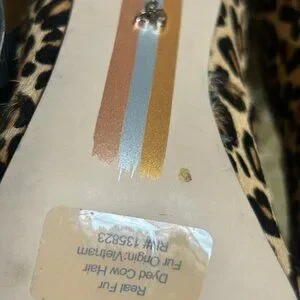 Real Fur
Dyed Cow Hair
Fur Origin:Vietnam
RN# 135823